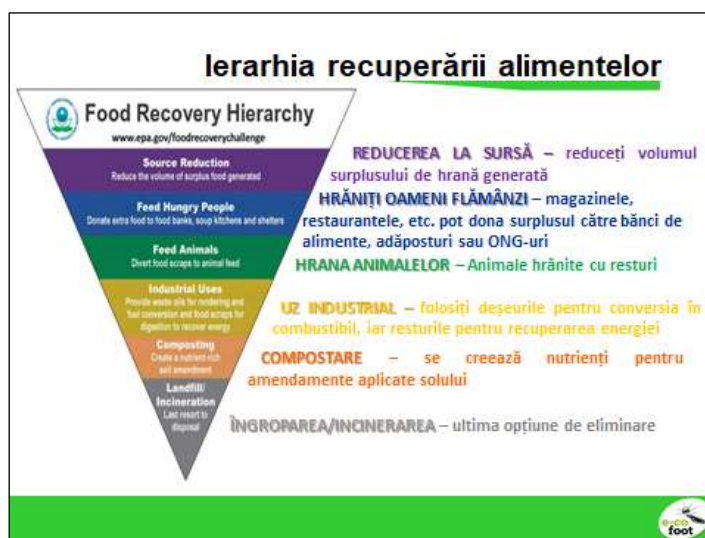 Ierarhia recuperării alimentelor
Food Recovery Hierarchy
www.epa.gov/foodrecoverychallenge
Source Reduction
Reduce the volume of surplus food generated
Feed Hungry People
Donate extra food to food banks, soup kitchens and shelters
Feed Animals
Divert food scraps to animal feed
Industrial Uses
Provide waste oils for rendering and
fuel conversion and food scraps for
digestion to recover energy
Composting
Create a nutrient-rich
soil amendment
Landfill/
Incineration
Last resort to
disposal
REDUCEREA LA SURSĂ – reduceți volumul
surplusului de hrană generată
HRĂNIȚI OAMENI FLĂMÂNZI – magazinele,
restaurantele, etc. pot dona surplusul către bănci de
alimente, adăposturi sau ONG-uri
HRANA ANIMALELOR – Animale hrănite cu resturi
UZ INDUSTRIAL – folosiți deșeurile pentru conversia în
combustibil, iar resturile pentru recuperarea energiei
COMPOSTARE – se creează nutrienți pentru
amendamente aplicate solului
ÎNGROPAREA/INCINERAREA – ultima opțiune de eliminare
e-co
foot